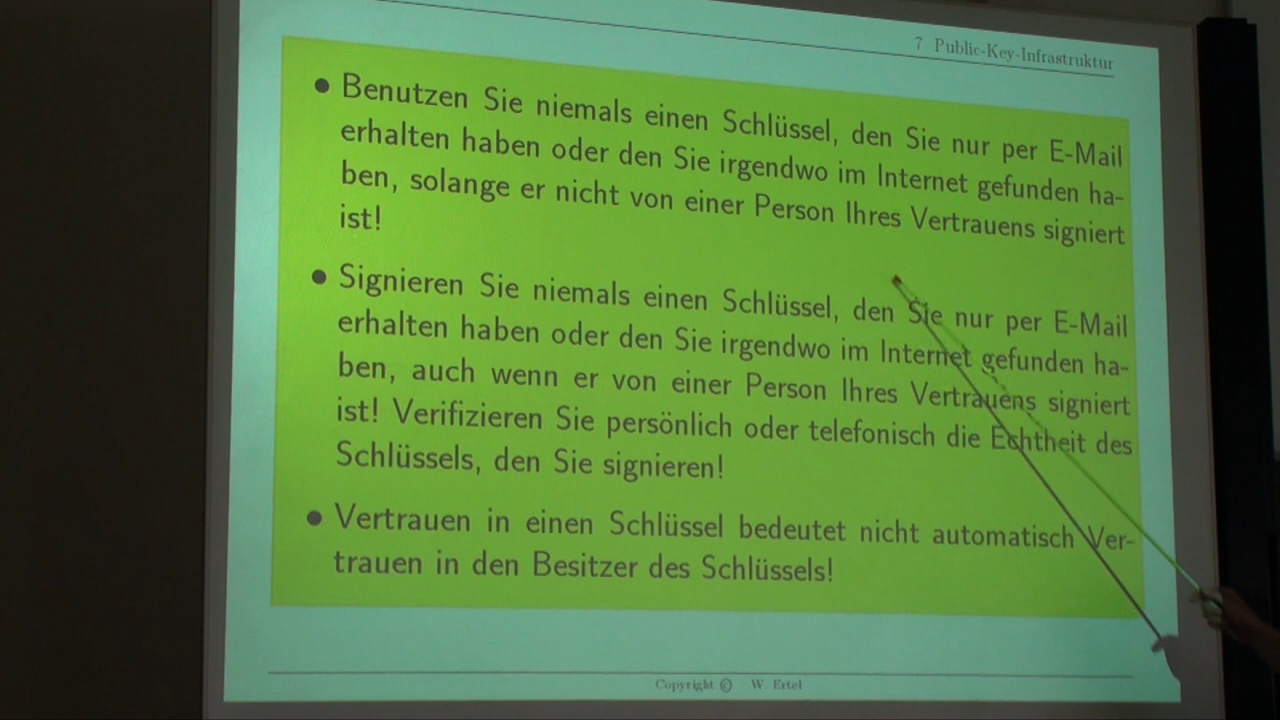 7 Public-Key-Infrastruktur
● Benutzen Sie niemals einen Schlüssel, den Sie nur per E-Mail
erhalten haben oder den Sie irgendwo im Internet gefunden ha-
ben, solange er nicht von einer Person Ihres Vertrauens signiert
ist!
● Signieren Sie niemals einen Schlüssel, den Sie nur per E-Mail
erhalten haben oder den Sie irgendwo im Internet gefunden ha-
ben, auch wenn er von einer Person Ihres Vertrauens signiert
ist! Verifizieren Sie persönlich oder telefonisch die Echtheit des
Schlüssels, den Sie signieren!
● Vertrauen in einen Schlüssel bedeutet nicht automatisch Ver-
trauen in den Besitzer des Schlüssels!
Copyright © W. Ertel